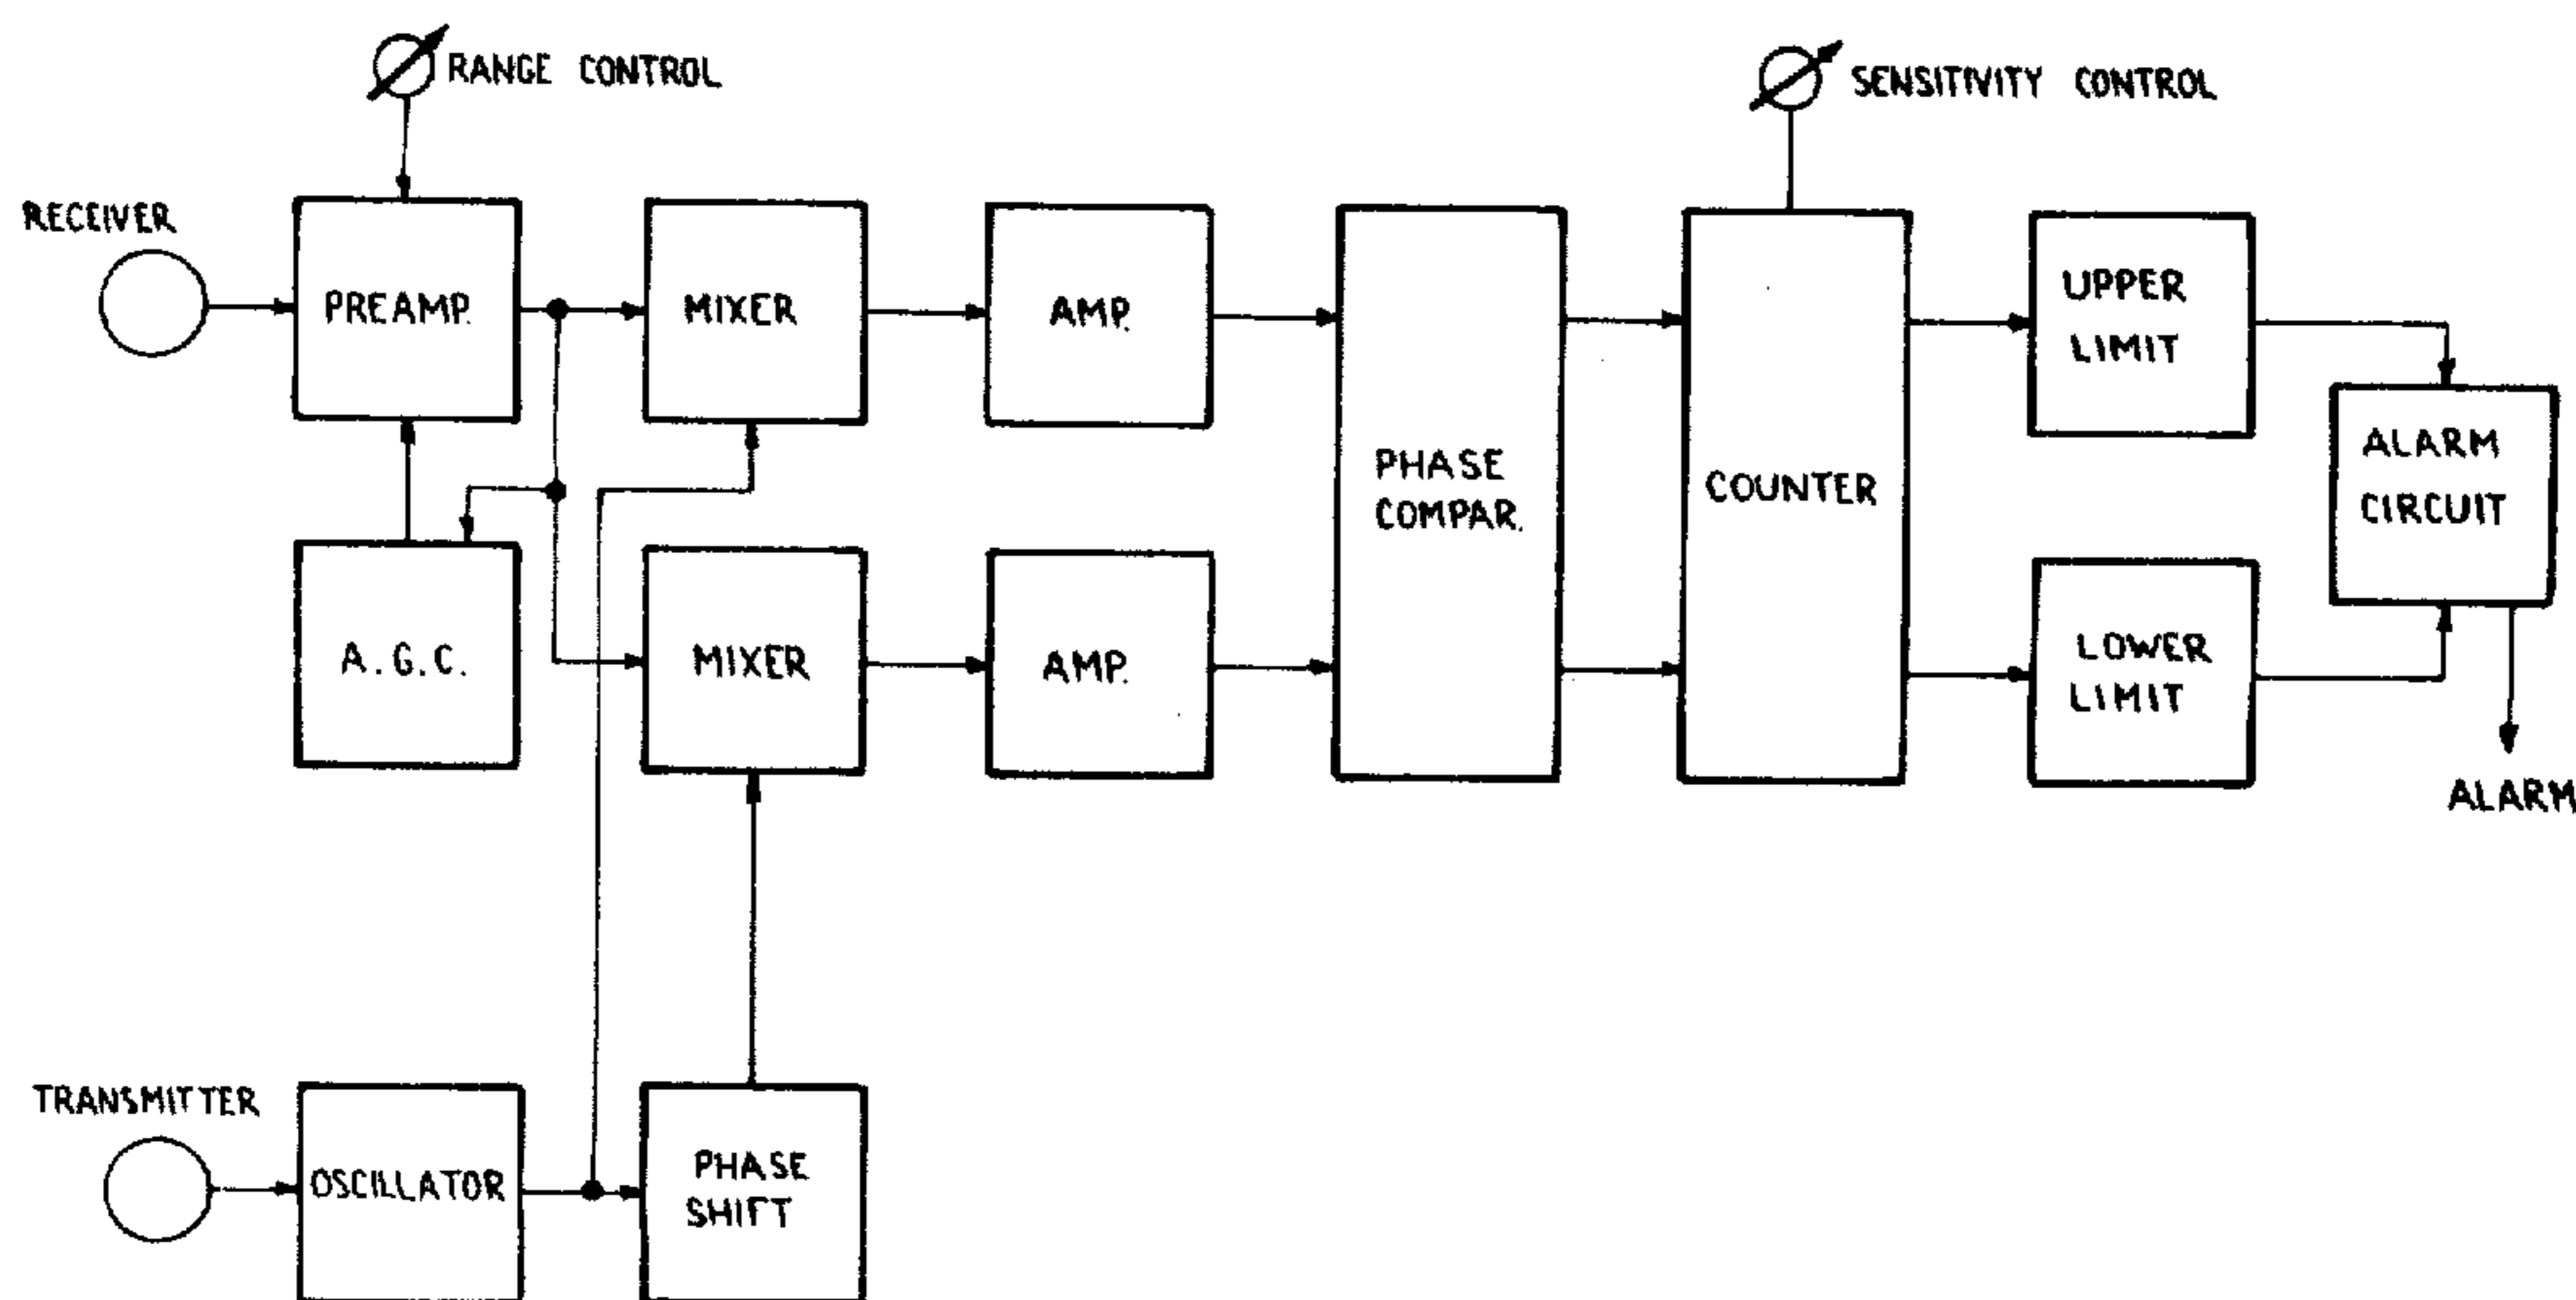 RANGE CONTROL
SENSITIVITY CONTROL
RECEIVER
PREAMP.
MIXER
AMP.
PHASE
COMPAR.
COUNTER
UPPER
LIMIT
ALARM
CIRCUIT
A.G.C.
MIXER
AMP.
LOWER
LIMIT
ALARM
TRANSMITTER
OSCILLATOR
PHASE
SHIFT